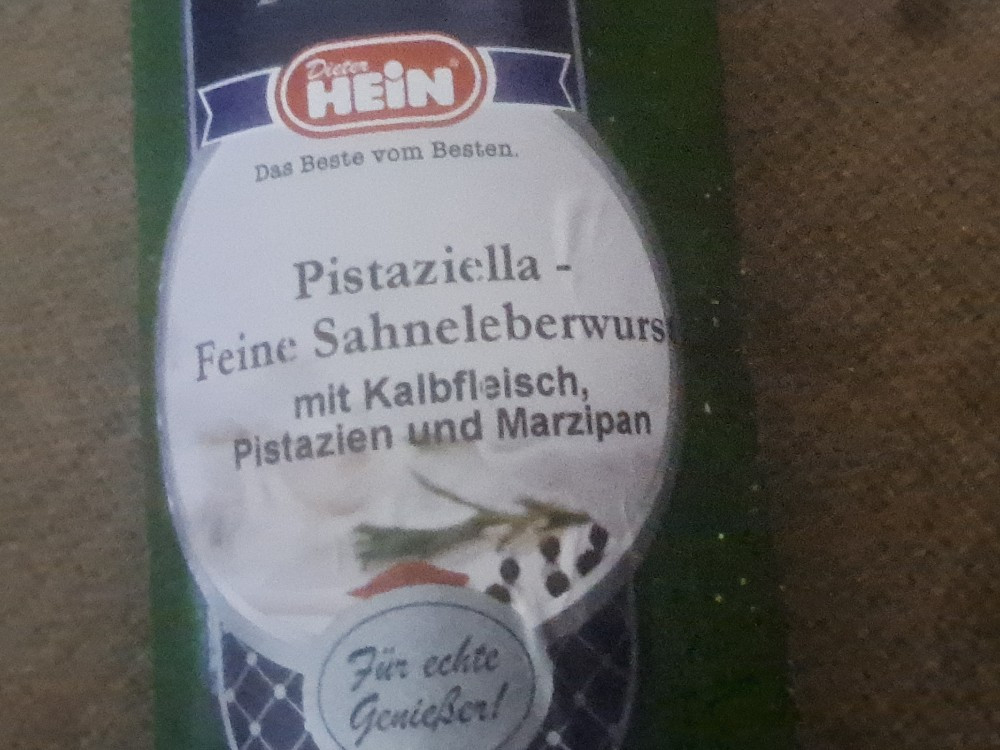 Dieter
HEiN
Das Beste vom Besten.
Pistaziella -
Feine Sahneleberwurst
mit Kalbfleisch,
Pistazien und Marzipan
Für echte
Genießer!